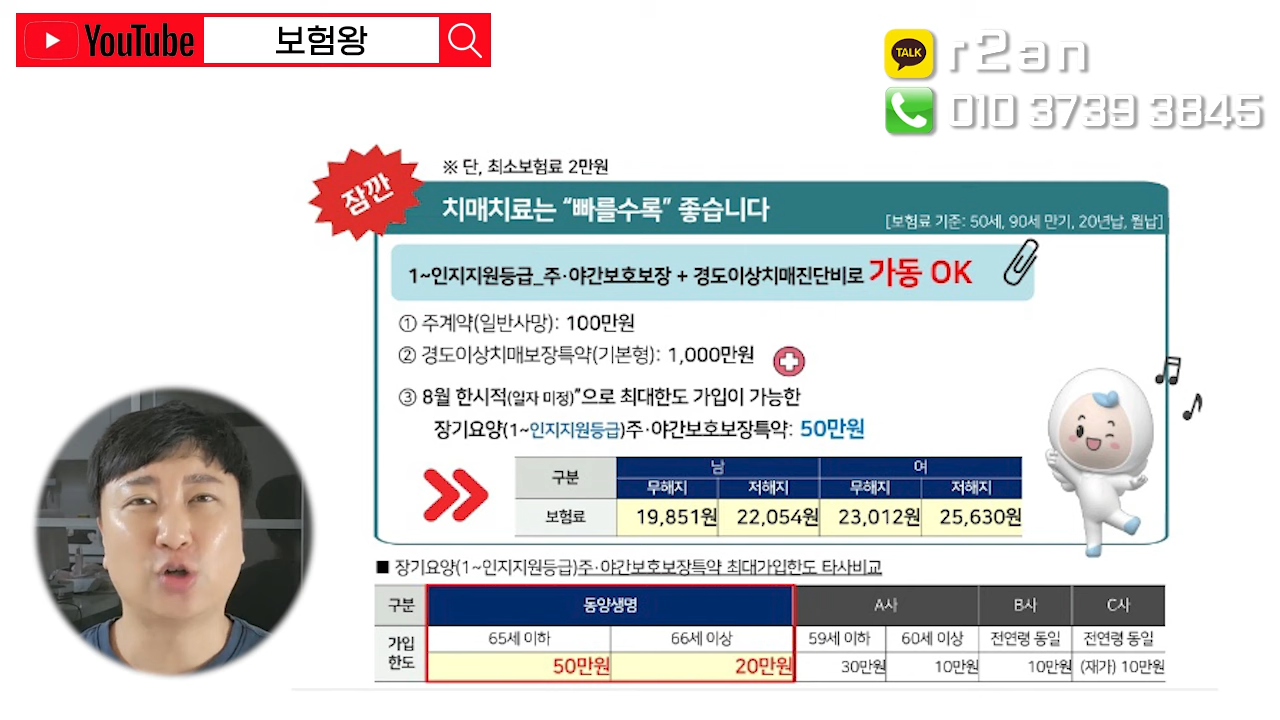 YouTube 보험왕
TALK r2an
010 3739 3845
※ 단, 최소보험료 2만원
잠깐
치매치료는 “빠를수록” 좋습니다
[보험료 기준: 50세, 90세 만기, 20년납, 월납]
1~인지지원등급_주·야간보호보장 + 경도이상치매진단비로 가동 OK
① 주계약(일반사망): 100만원
② 경도이상치매보장특약(기본형): 1,000만원
③ 8월 한시적(일자 미정)”으로 최대한도 가입이 가능한
장기요양(1~인지지원등급)주·야간보호보장특약: 50만원
구분 남 여
무해지 저해지 무해지 저해지
보험료 19,851원 22,054원 23,012원 25,630원
■ 장기요양(1~인지지원등급)주·야간보호보장특약 최대가입한도 타사비교
구분 동양생명 A사 B사 C사
가입한도 65세 이하 66세 이상 59세 이하 60세 이상 전연령 동일 전연령 동일
50만원 20만원 30만원 10만원 10만원 (재가) 10만원